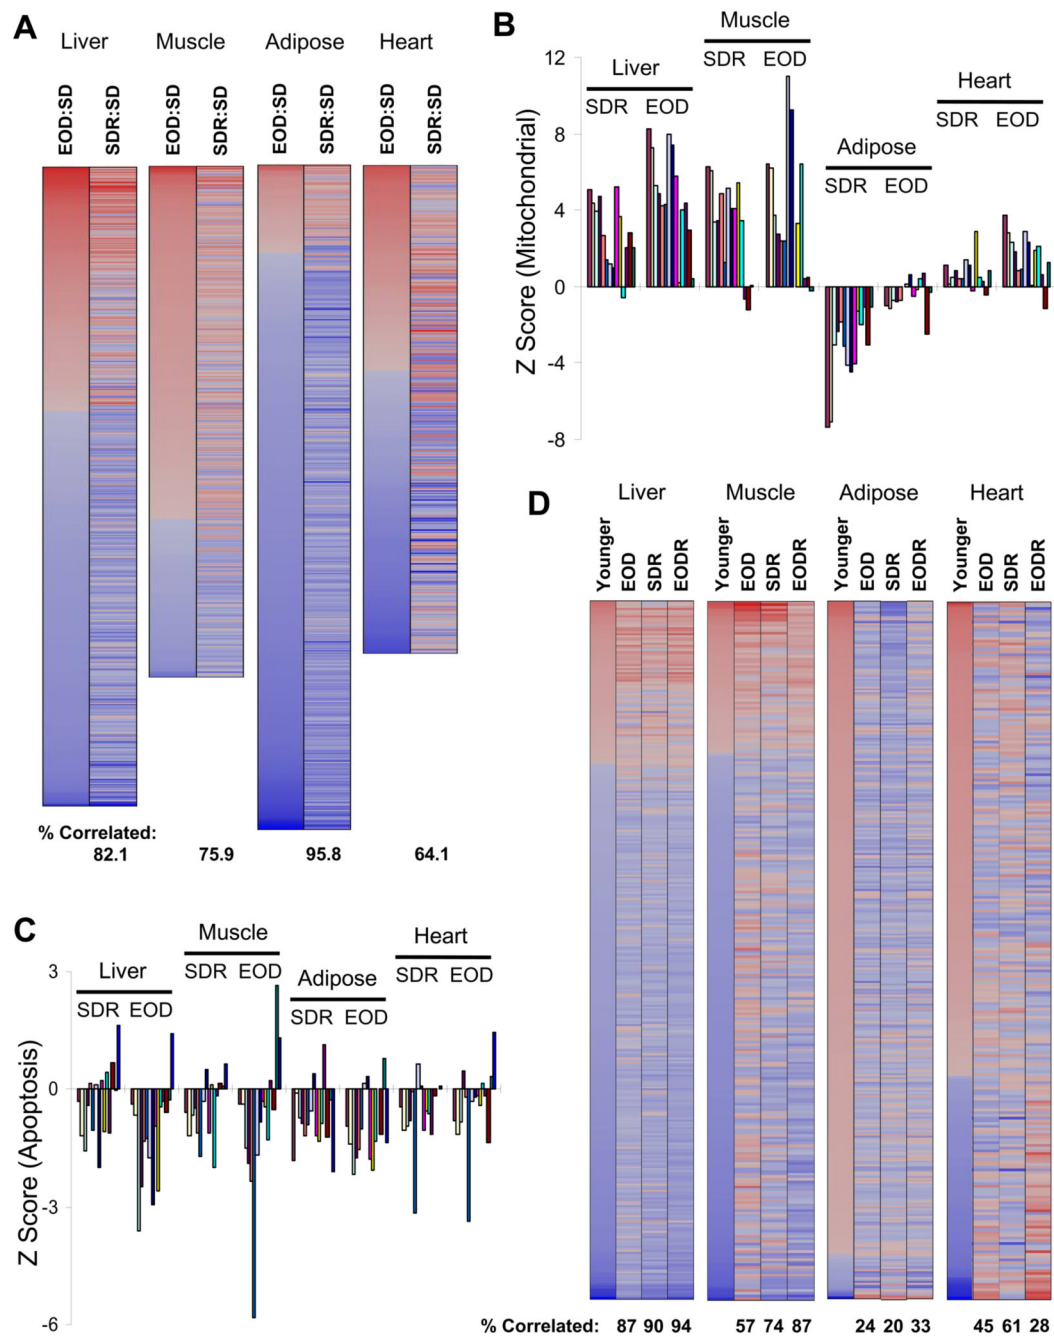 A
Liver Muscle Adipose Heart
EOD:SD SDR:SD EOD:SD SDR:SD EOD:SD SDR:SD EOD:SD SDR:SD
% Correlated:
82.1 75.9 95.8 64.1
B
Muscle
SDR EOD
Liver
SDR EOD
Heart
SDR EOD
Adipose
SDR EOD
Z Score (Mitochondrial)
12
8
4
0
-4
-8
C
Muscle
SDR EOD
Heart
SDR EOD
Liver
SDR EOD
Adipose
SDR EOD
Z Score (Apoptosis)
3
0
-3
-6
D
Liver Muscle Adipose Heart
Younger EOD SDR EODR Younger EOD SDR EODR Younger EOD SDR EODR Younger EOD SDR EODR
% Correlated: 87 90 94 57 74 87 24 20 33 45 61 28